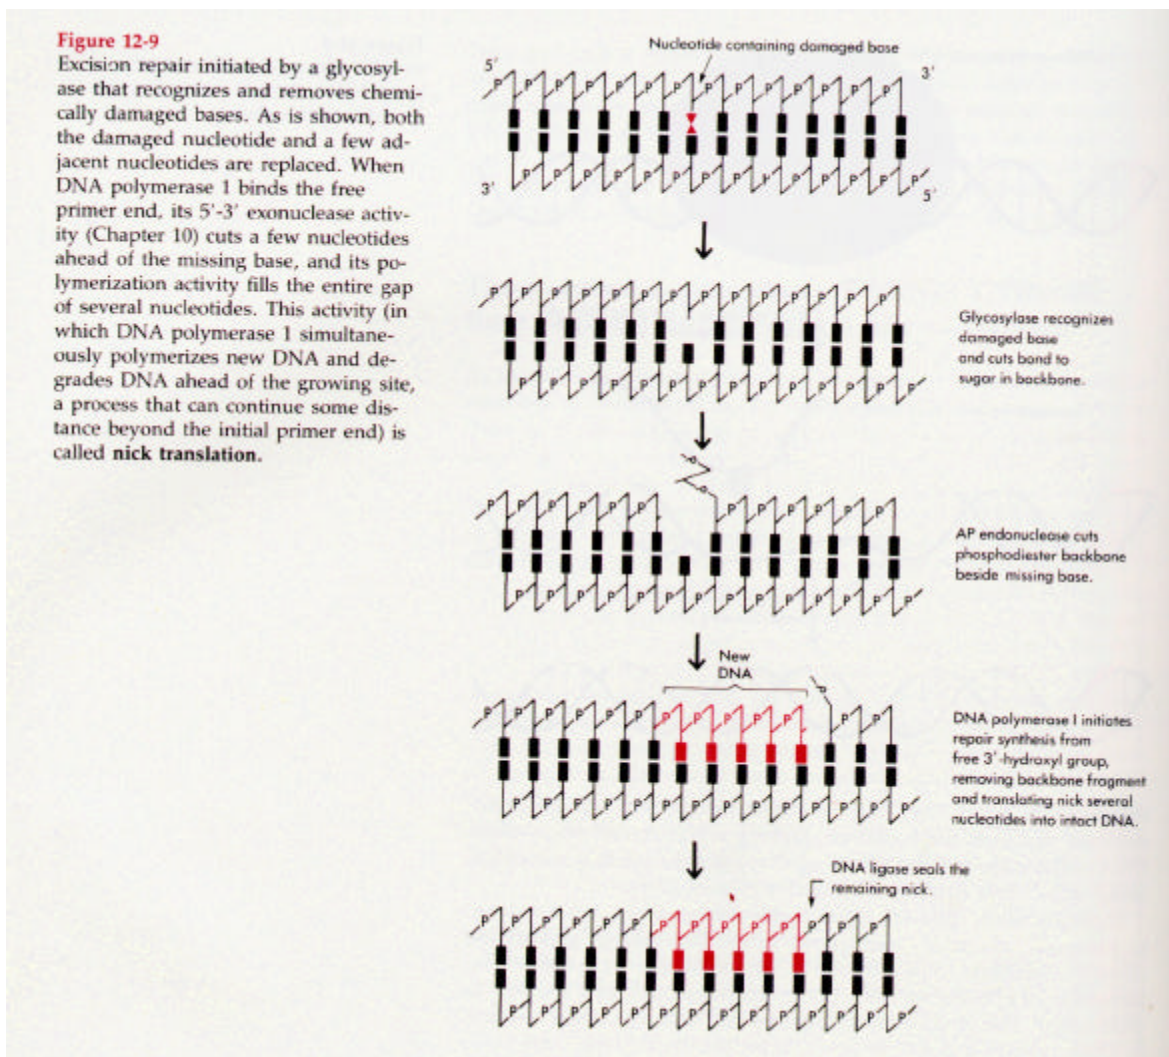 Figure 12-9
Excision repair initiated by a glycosyl-
ase that recognizes and removes chemi-
cally damaged bases. As is shown, both
the damaged nucleotide and a few ad-
jacent nucleotides are replaced. When
DNA polymerase 1 binds the free
primer end, its 5'-3' exonuclease activ-
ity (Chapter 10) cuts a few nucleotides
ahead of the missing base, and its po-
lymerization activity fills the entire gap
of several nucleotides. This activity (in
which DNA polymerase 1 simultane-
ously polymerizes new DNA and de-
grades DNA ahead of the growing site,
a process that can continue some dis-
tance beyond the initial primer end) is
called nick translation.
Nucleotide containing damaged base
5' 3'
P P P P P P P P P P P P P
P P P P P P P P P P P P P
3' 5'
P P P P P P P P P P P P P
Glycosylase recognizes
damaged base
and cuts bond to
sugar in backbone.
P P P P P P P P P P P P P
P P
P P P P P P P P P P P P
AP endonuclease cuts
phosphodiester backbone
beside missing base.
P P P P P P P P P P P P P
New
DNA
P P P P P P P P P P P P P P
DNA polymerase I initiates
repair synthesis from
free 3'-hydroxyl group,
removing backbone fragment
and translating nick several
nucleotides into intact DNA.
P P P P P P P P P P P P P
DNA ligase seals the
remaining nick.
P P P P P P P P P P P P P
P P P P P P P P P P P P P